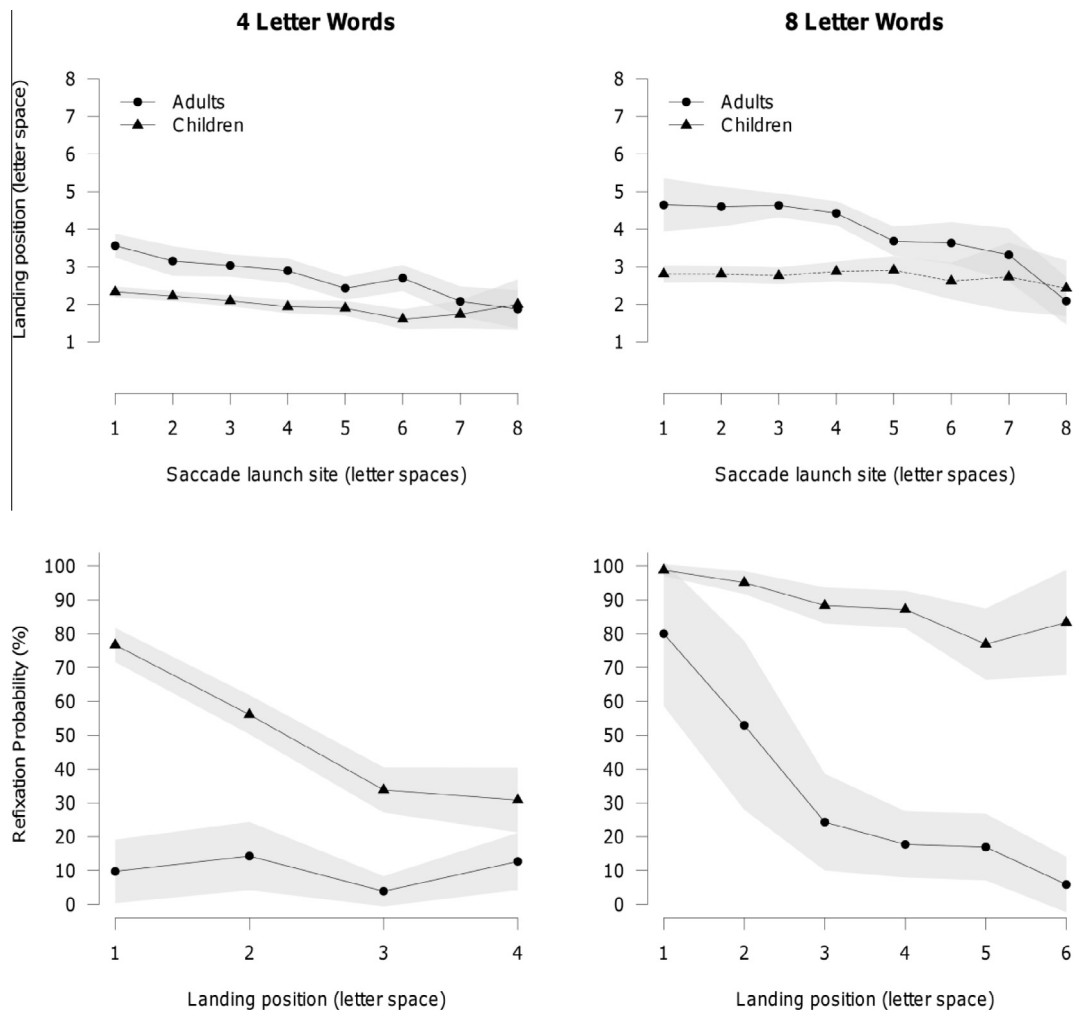 4 Letter Words
8
7
6
5
4
3
2
1
Landing position (letter space)
Adults
Children
1 2 3 4 5 6 7 8
Saccade launch site (letter spaces)
8 Letter Words
8
7
6
5
4
3
2
1
Adults
Children
1 2 3 4 5 6 7 8
Saccade launch site (letter spaces)
100
90
80
70
60
50
40
30
20
10
0
Refixation Probability (%)
1 2 3 4
Landing position (letter space)
100
90
80
70
60
50
40
30
20
10
0
1 2 3 4 5 6
Landing position (letter space)